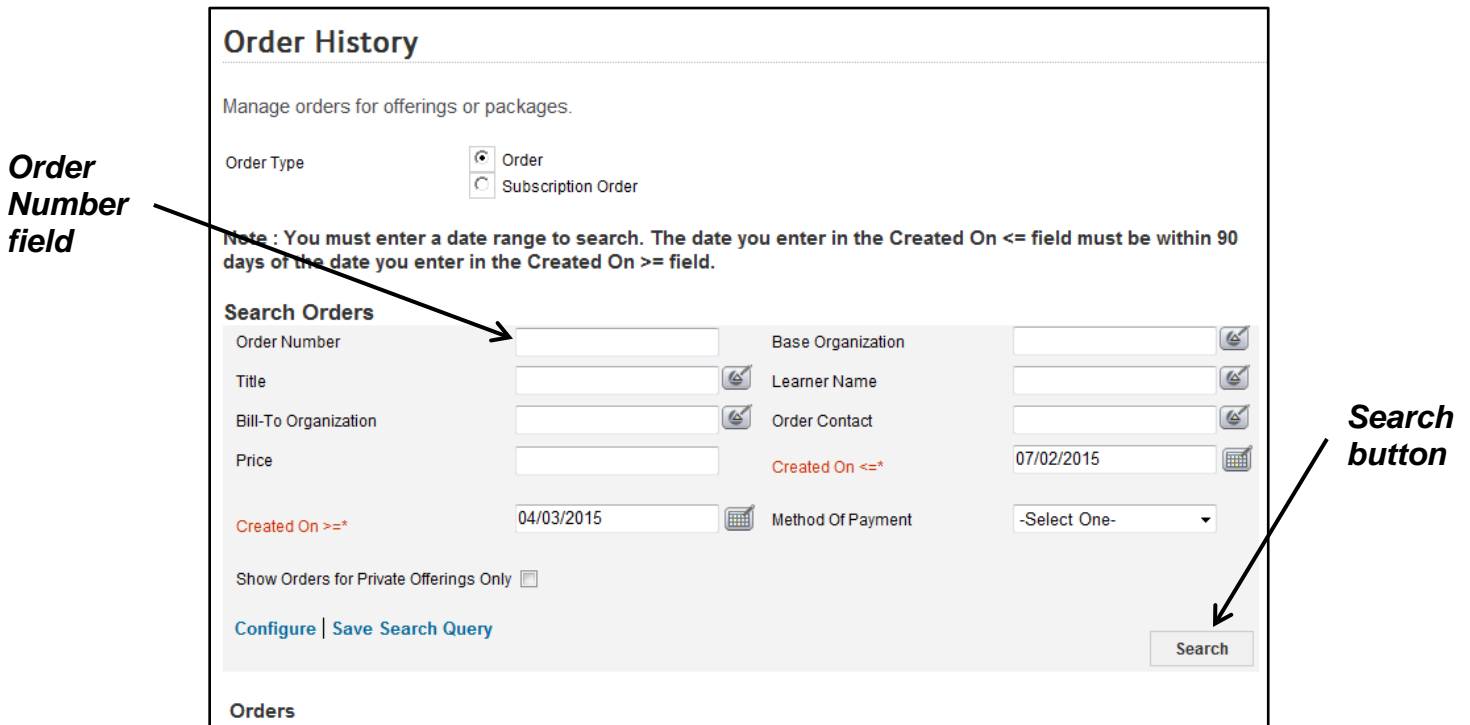 Order History
Manage orders for offerings or packages.
Order Type
Order
Subscription Order
Order
Number
field
Note : You must enter a date range to search. The date you enter in the Created On <= field must be within 90
days of the date you enter in the Created On >= field.
Search Orders
Order Number
Base Organization
Title
Learner Name
Bill-To Organization
Order Contact
Search
button
Price
Created On <=*
07/02/2015
Created On >=*
04/03/2015
Method Of Payment
-Select One-
Show Orders for Private Offerings Only
Configure | Save Search Query
Search
Orders